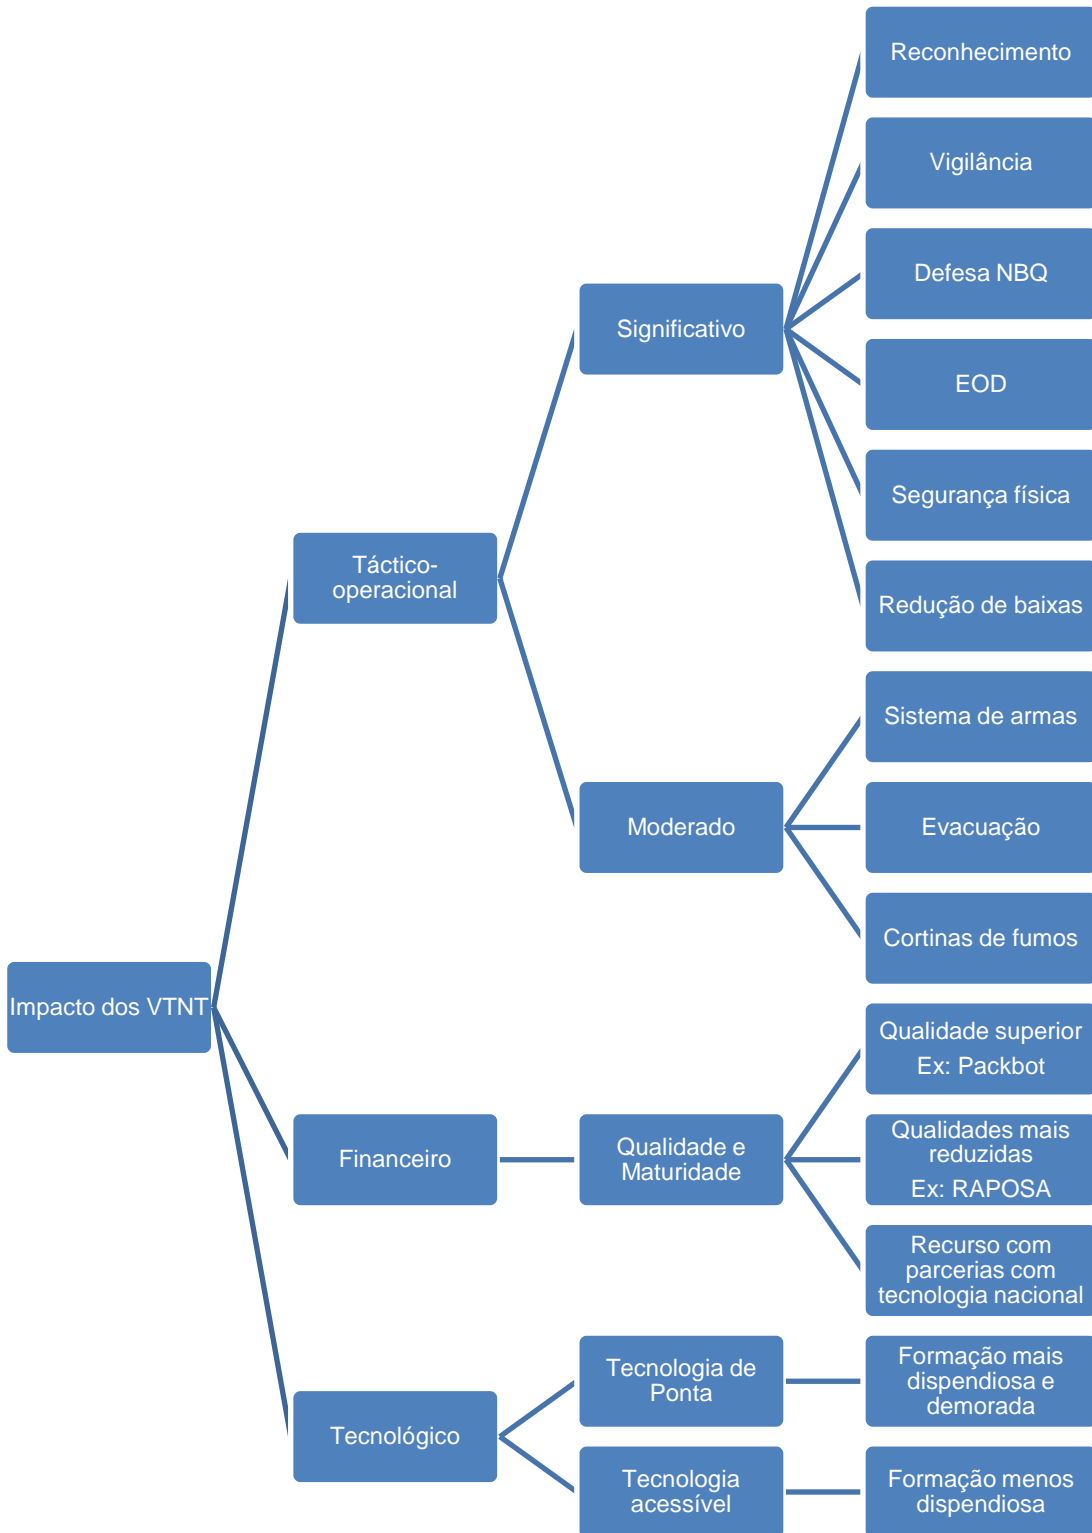 Reconhecimento
Vigilância
Defesa NBQ
Significativo
EOD
Segurança física
Táctico-
operacional
Redução de baixas
Sistema de armas
Moderado
Evacuação
Cortinas de fumos
Impacto dos VTNT
Qualidade superior
Ex: Packbot
Financeiro
Qualidade e
Maturidade
Qualidades mais
reduzidas
Ex: RAPOSA
Recurso com
parcerias com
tecnologia nacional
Tecnológico
Tecnologia de
Ponta
Formação mais
dispendiosa e
demorada
Tecnologia
acessível
Formação menos
dispendiosa